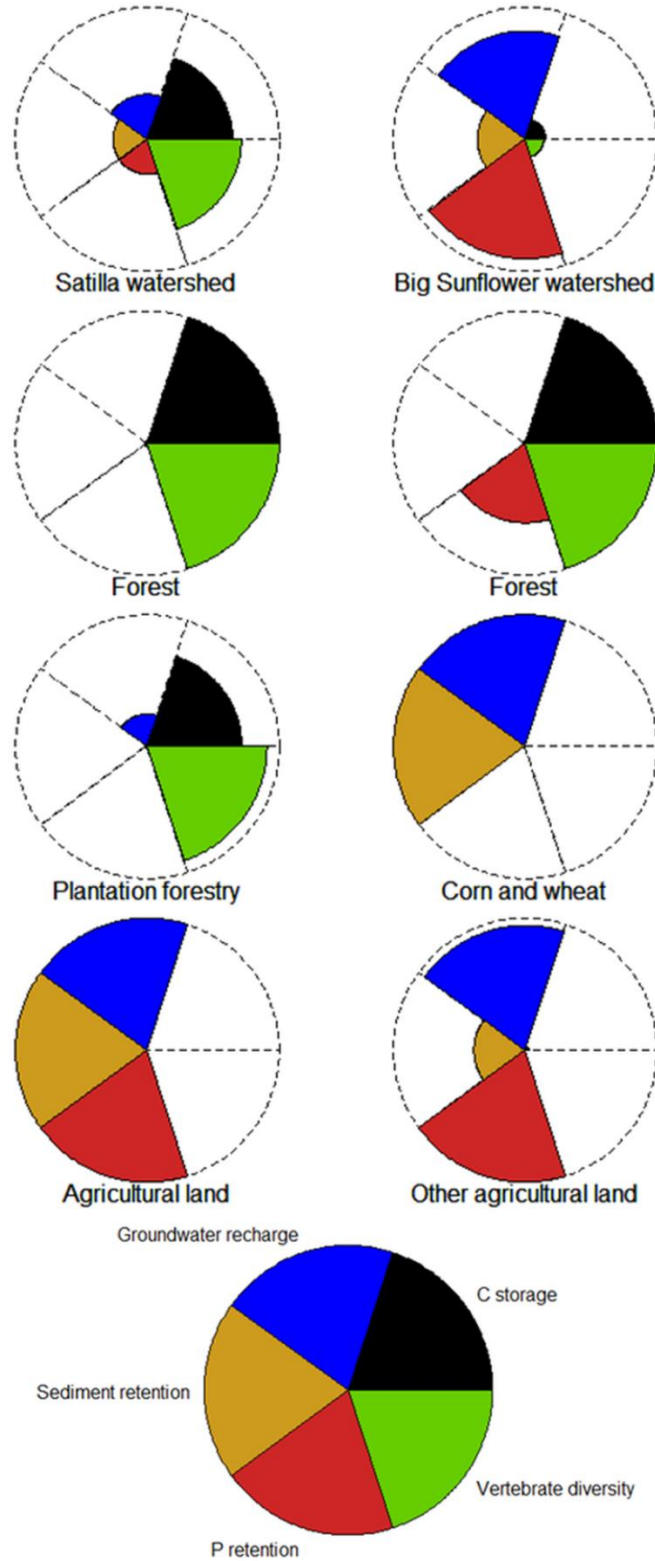 Satilla watershed
Big Sunflower watershed
Forest
Forest
Plantation forestry
Corn and wheat
Agricultural land
Other agricultural land
Groundwater recharge
C storage
Sediment retention
Vertebrate diversity
P retention